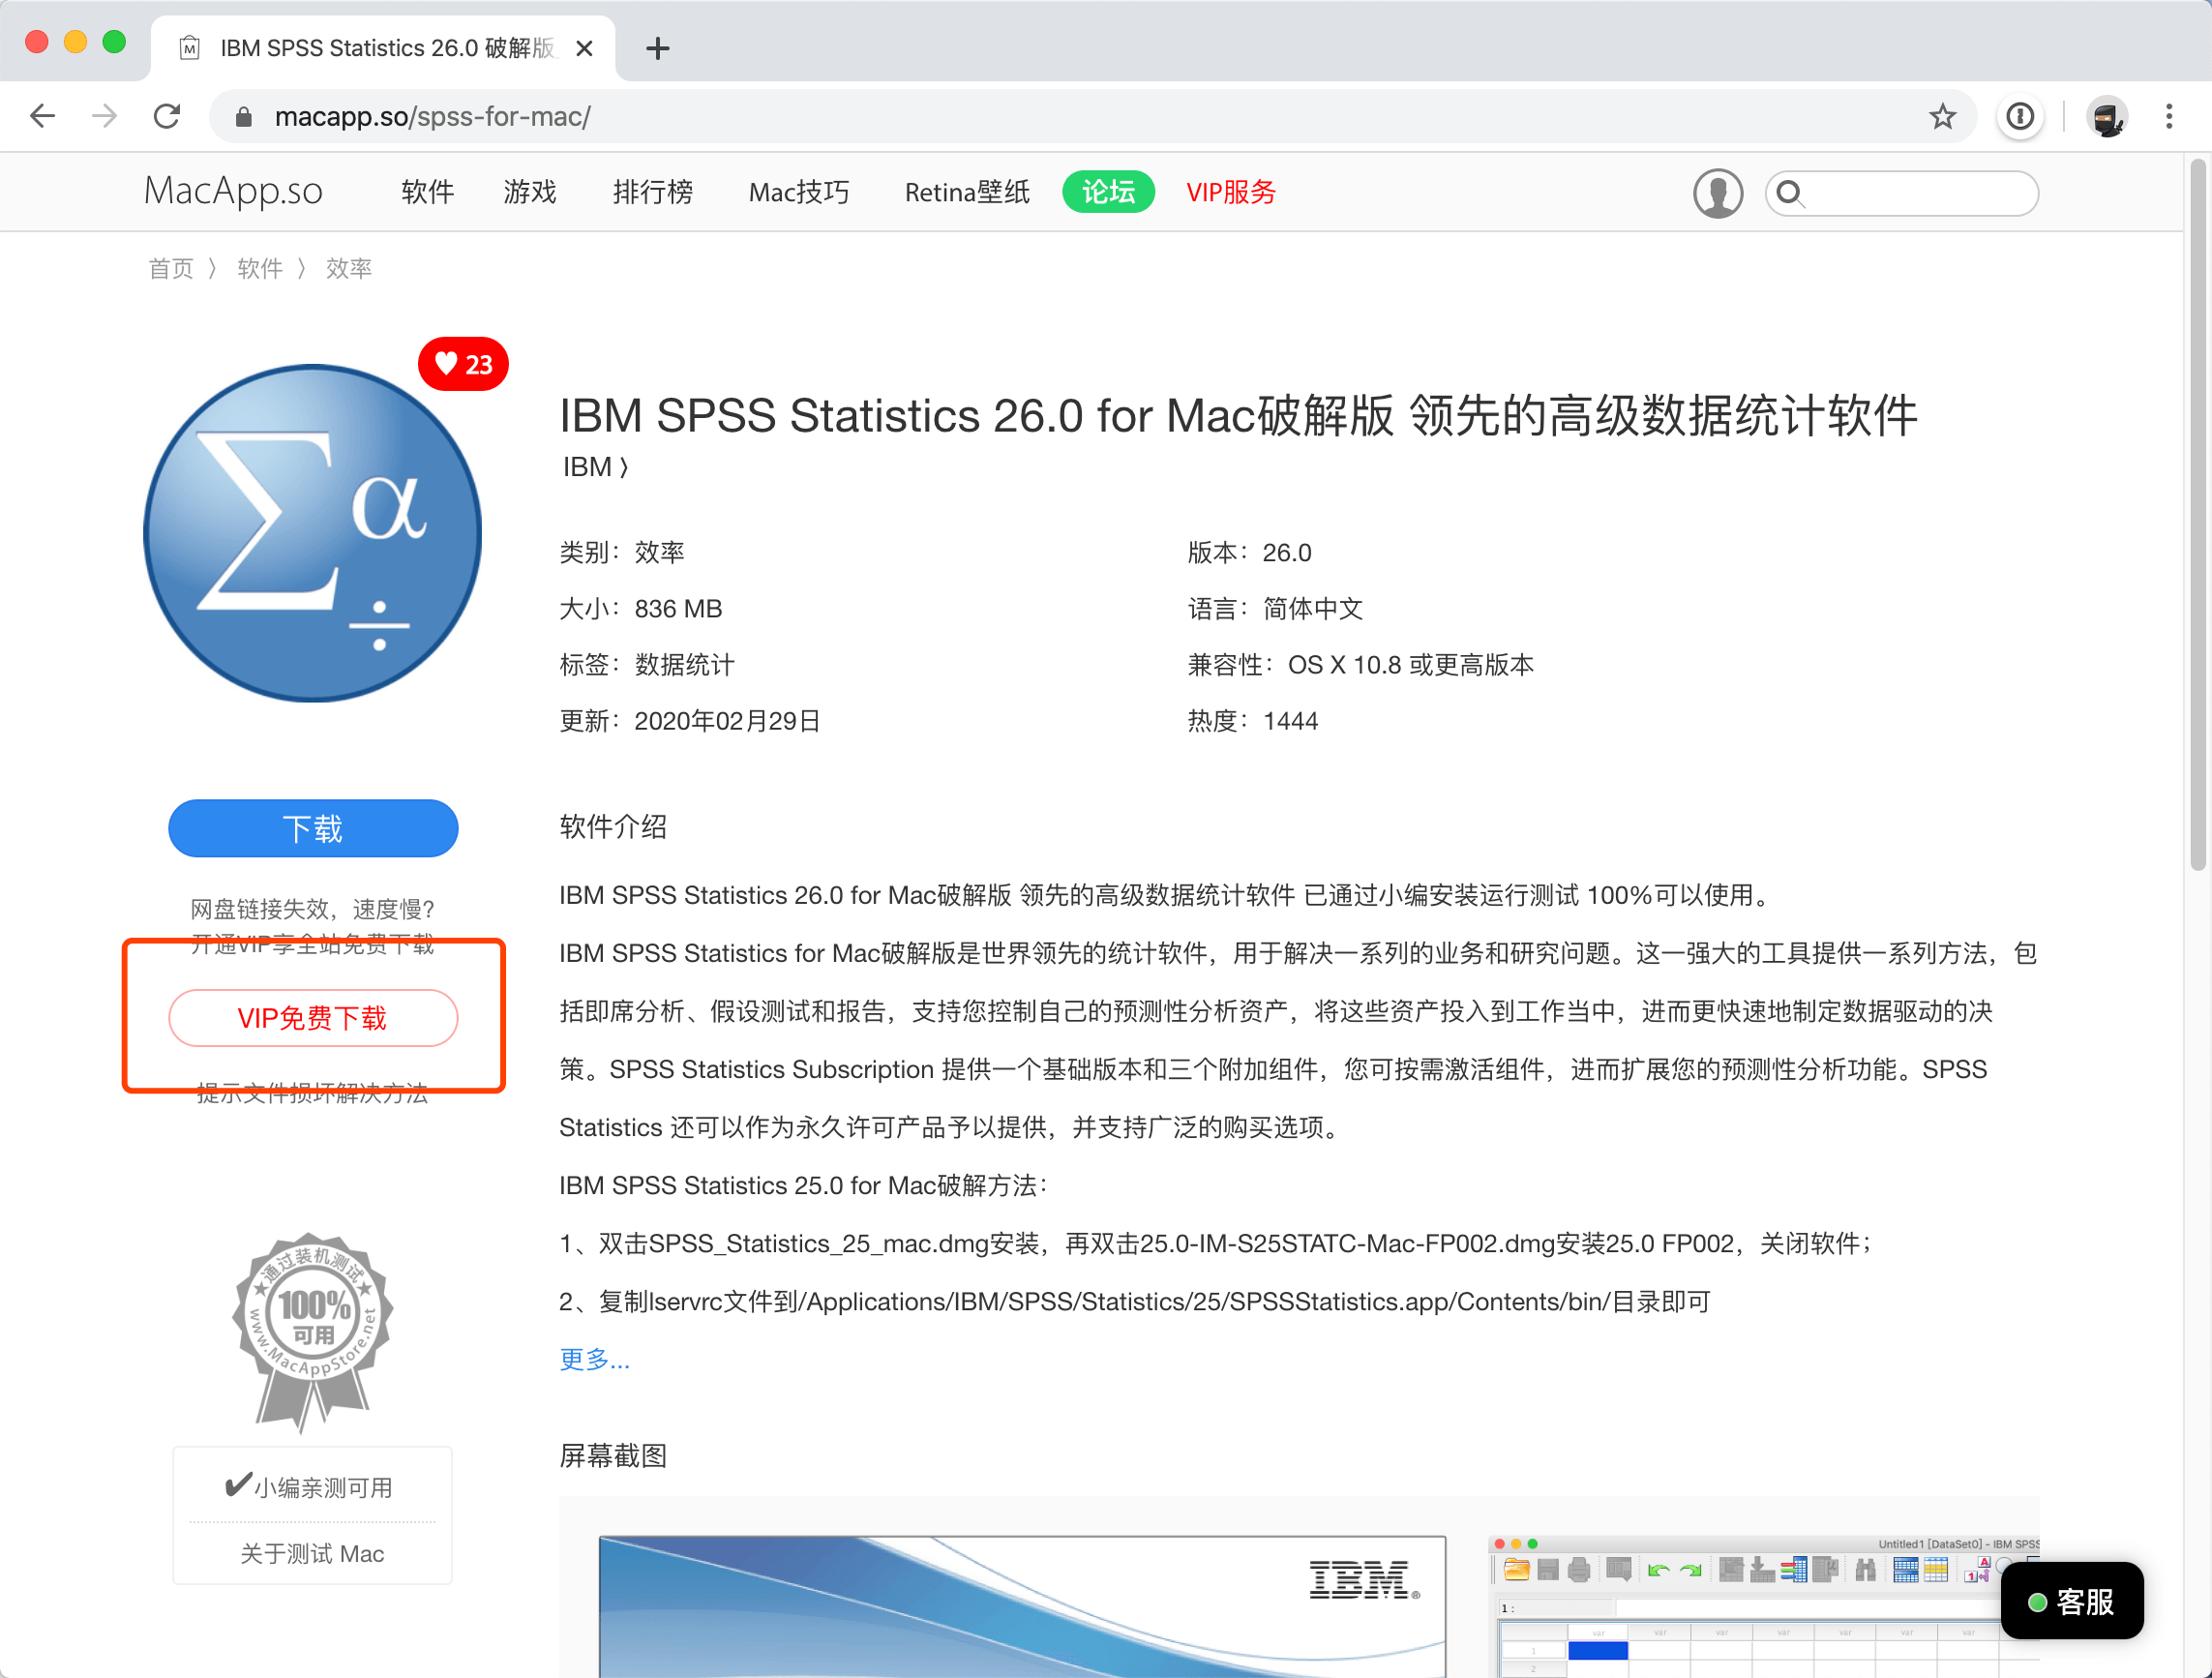 IBM SPSS Statistics 26.0 破解版
macapp.so/spss-for-mac/
MacApp.so 软件 游戏 排行榜 Mac技巧 Retina壁纸 论坛 VIP服务
首页 〉 软件 〉 效率
23
IBM SPSS Statistics 26.0 for Mac破解版 领先的高级数据统计软件
IBM 〉
类别：效率
版本：26.0
大小：836 MB
语言：简体中文
标签：数据统计
兼容性：OS X 10.8 或更高版本
更新：2020年02月29日
热度：1444
下载
网盘链接失效，速度慢?
开通VIP享全站免费下载
VIP免费下载
提示文件损坏解决方法
通过装机测试
100%
可用
www.MacAppStore.net
✔小编亲测可用
关于测试 Mac
软件介绍
IBM SPSS Statistics 26.0 for Mac破解版 领先的高级数据统计软件 已通过小编安装运行测试 100%可以使用。
IBM SPSS Statistics for Mac破解版是世界领先的统计软件，用于解决一系列的业务和研究问题。这一强大的工具提供一系列方法，包
括即席分析、假设测试和报告，支持您控制自己的预测性分析资产，将这些资产投入到工作当中，进而更快速地制定数据驱动的决
策。SPSS Statistics Subscription 提供一个基础版本和三个附加组件，您可按需激活组件，进而扩展您的预测性分析功能。SPSS
Statistics 还可以作为永久许可产品予以提供，并支持广泛的购买选项。
IBM SPSS Statistics 25.0 for Mac破解方法：
1、双击SPSS_Statistics_25_mac.dmg安装，再双击25.0-IM-S25STATC-Mac-FP002.dmg安装25.0 FP002，关闭软件；
2、复制lservrc文件到/Applications/IBM/SPSS/Statistics/25/SPSSStatistics.app/Contents/bin/目录即可
更多...
屏幕截图
IBM®
Untitled1 [DataSet0] - IBM SPSS
1 :
var var var var var var var
1
2
客服